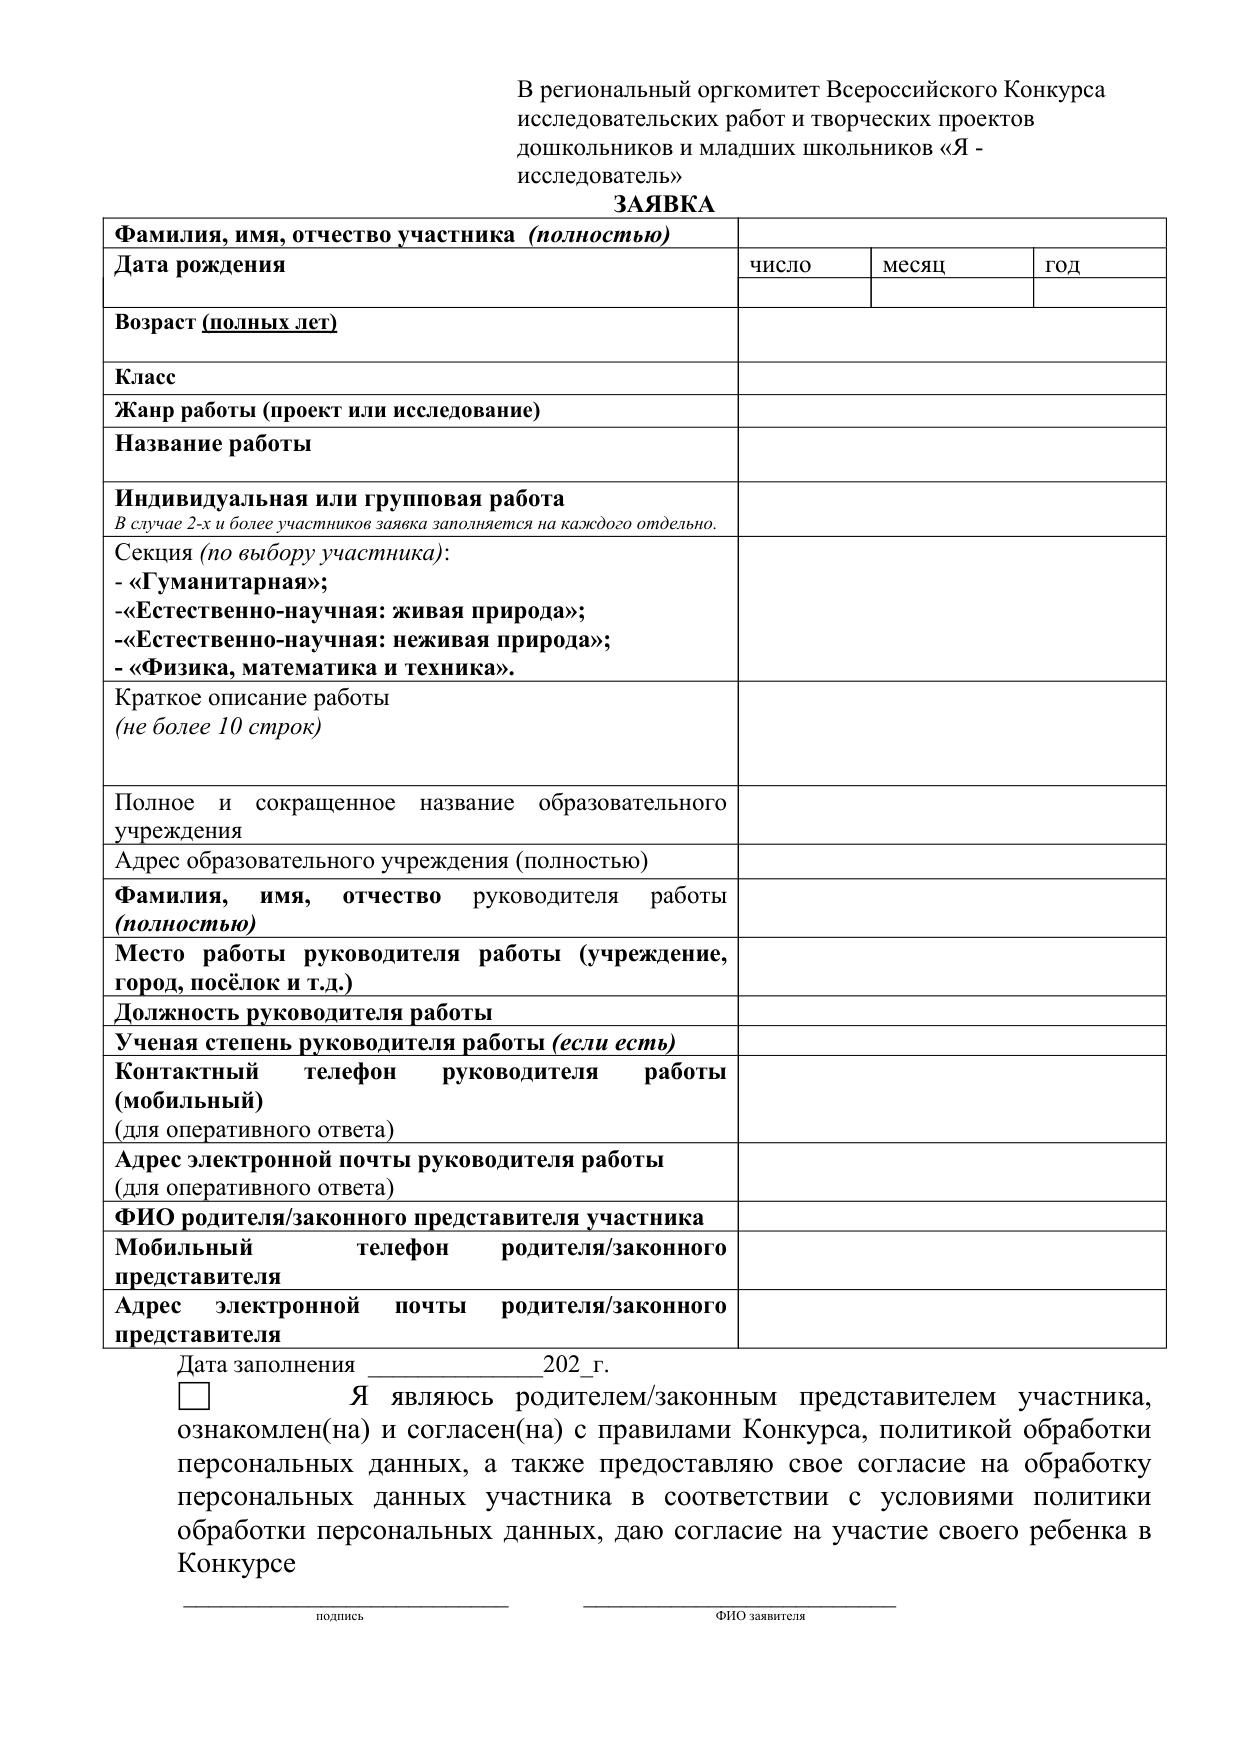 В региональный оргкомитет Всероссийского Конкурса
исследовательских работ и творческих проектов
дошкольников и младших школьников «Я -
исследователь»
ЗАЯВКА
Фамилия, имя, отчество участника (полностью)
Дата рождения
число месяц год
Возраст (полных лет)
Класс
Жанр работы (проект или исследование)
Название работы
Индивидуальная или групповая работа
В случае 2-х и более участников заявка заполняется на каждого отдельно.
Секция (по выбору участника):
- «Гуманитарная»;
-«Естественно-научная: живая природа»;
-«Естественно-научная: неживая природа»;
- «Физика, математика и техника».
Краткое описание работы
(не более 10 строк)
Полное и сокращенное название образовательного
учреждения
Адрес образовательного учреждения (полностью)
Фамилия, имя, отчество руководителя работы
(полностью)
Место работы руководителя работы (учреждение,
город, посёлок и т.д.)
Должность руководителя работы
Ученая степень руководителя работы (если есть)
Контактный телефон руководителя работы
(мобильный)
(для оперативного ответа)
Адрес электронной почты руководителя работы
(для оперативного ответа)
ФИО родителя/законного представителя участника
Мобильный телефон родителя/законного
представителя
Адрес электронной почты родителя/законного
представителя
Дата заполнения ______________202_г.
Я являюсь родителем/законным представителем участника,
ознакомлен(на) и согласен(на) с правилами Конкурса, политикой обработки
персональных данных, а также предоставляю свое согласие на обработку
персональных данных участника в соответствии с условиями политики
обработки персональных данных, даю согласие на участие своего ребенка в
Конкурсе
__________________________ _________________________
подпись ФИО заявителя